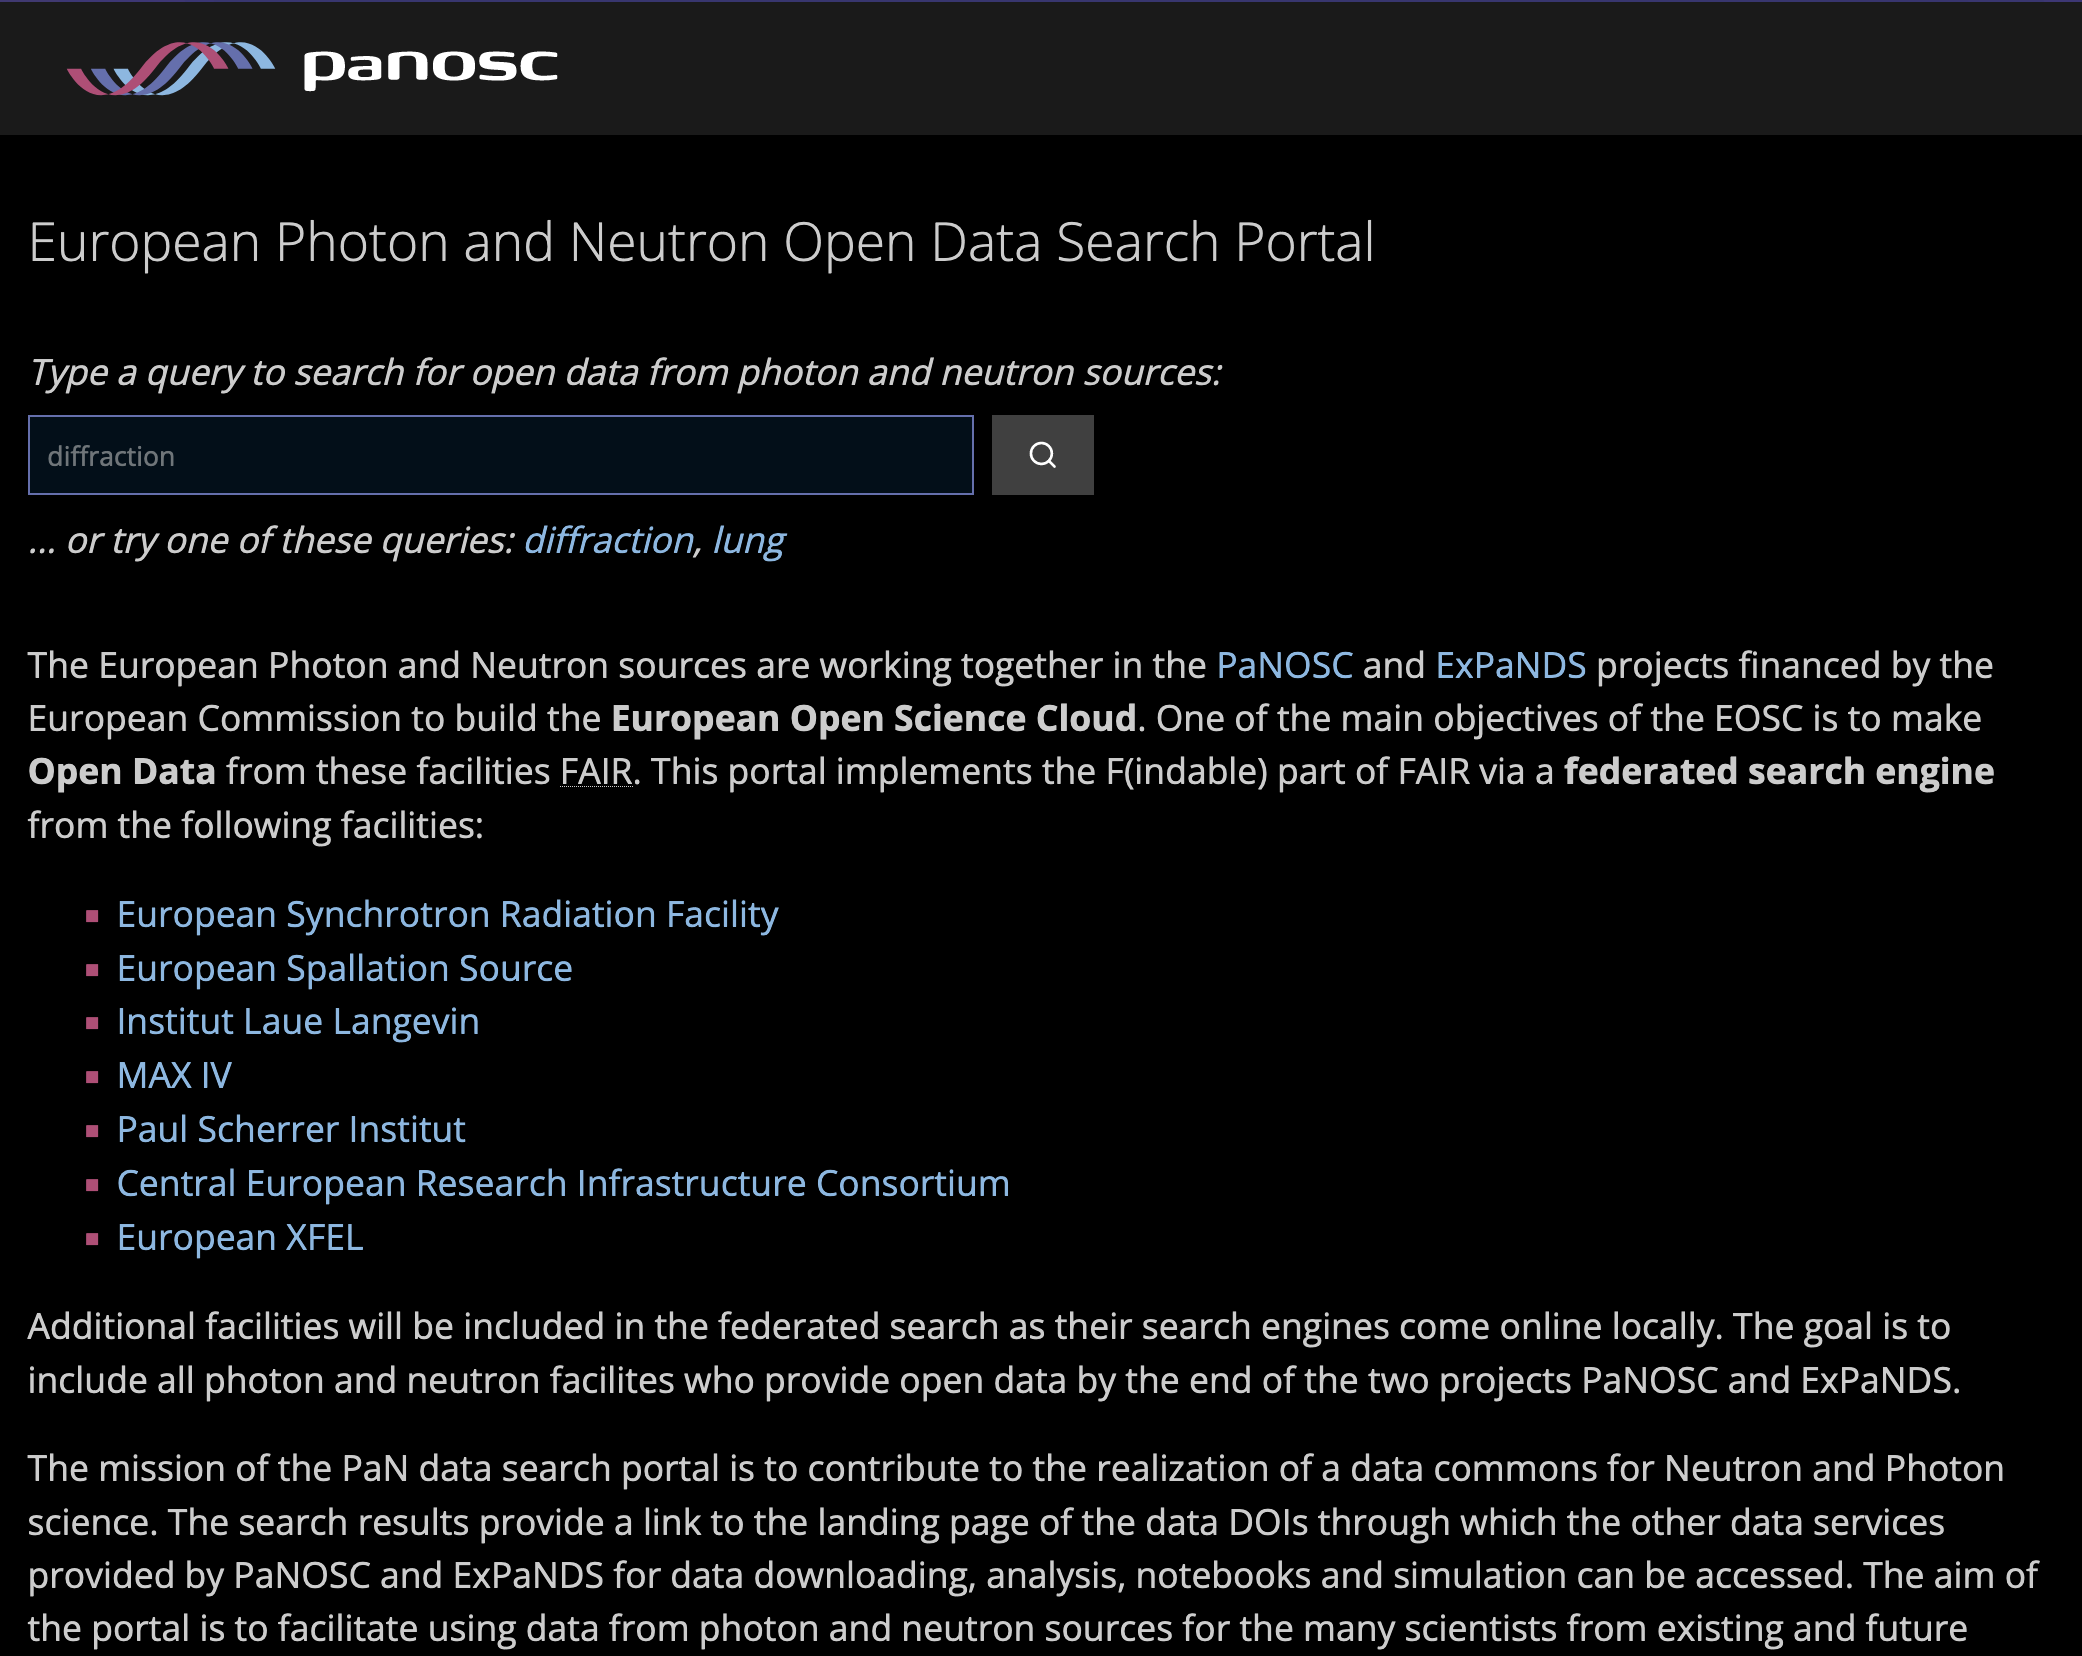 panosc
European Photon and Neutron Open Data Search Portal
Type a query to search for open data from photon and neutron sources:
diffraction
... or try one of these queries: diffraction, lung
The European Photon and Neutron sources are working together in the PaNOSC and ExPaNDS projects financed by the
European Commission to build the European Open Science Cloud. One of the main objectives of the EOSC is to make
Open Data from these facilities FAIR. This portal implements the F(indable) part of FAIR via a federated search engine
from the following facilities:
European Synchrotron Radiation Facility
European Spallation Source
Institut Laue Langevin
MAX IV
Paul Scherrer Institut
Central European Research Infrastructure Consortium
European XFEL
Additional facilities will be included in the federated search as their search engines come online locally. The goal is to
include all photon and neutron facilites who provide open data by the end of the two projects PaNOSC and ExPaNDS.
The mission of the PaN data search portal is to contribute to the realization of a data commons for Neutron and Photon
science. The search results provide a link to the landing page of the data DOIs through which the other data services
provided by PaNOSC and ExPaNDS for data downloading, analysis, notebooks and simulation can be accessed. The aim of
the portal is to facilitate using data from photon and neutron sources for the many scientists from existing and future